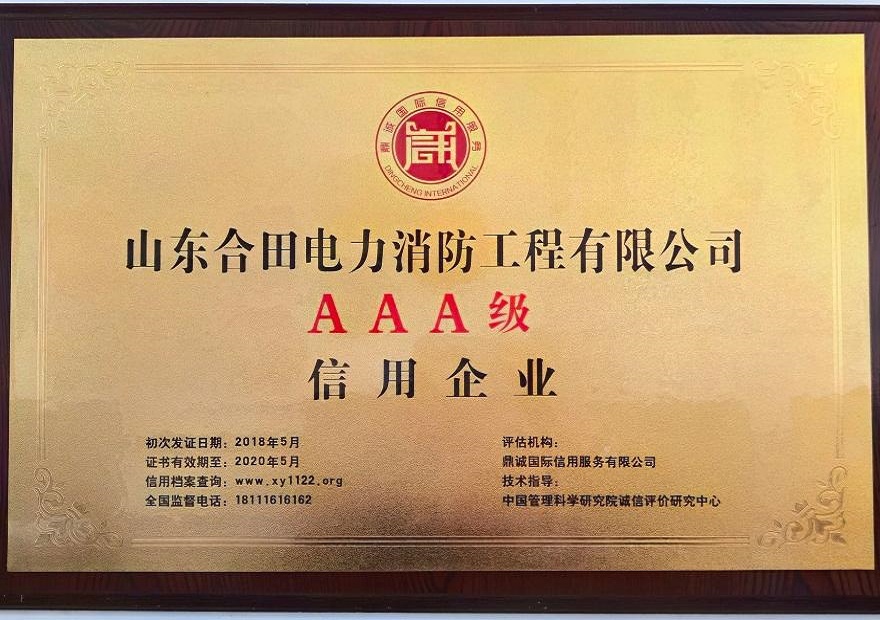 鼎诚国际信用服务
DINGCHENG INTERNATIONAL
山东合田电力消防工程有限公司
AAA级
信用企业
初次发证日期：2018年5月
证书有效期至：2020年5月
信用档案查询：www.xy1122.org
全国监督电话：18111616162
评估机构：
鼎诚国际信用服务有限公司
技术指导：
中国管理科学研究院诚信评价研究中心